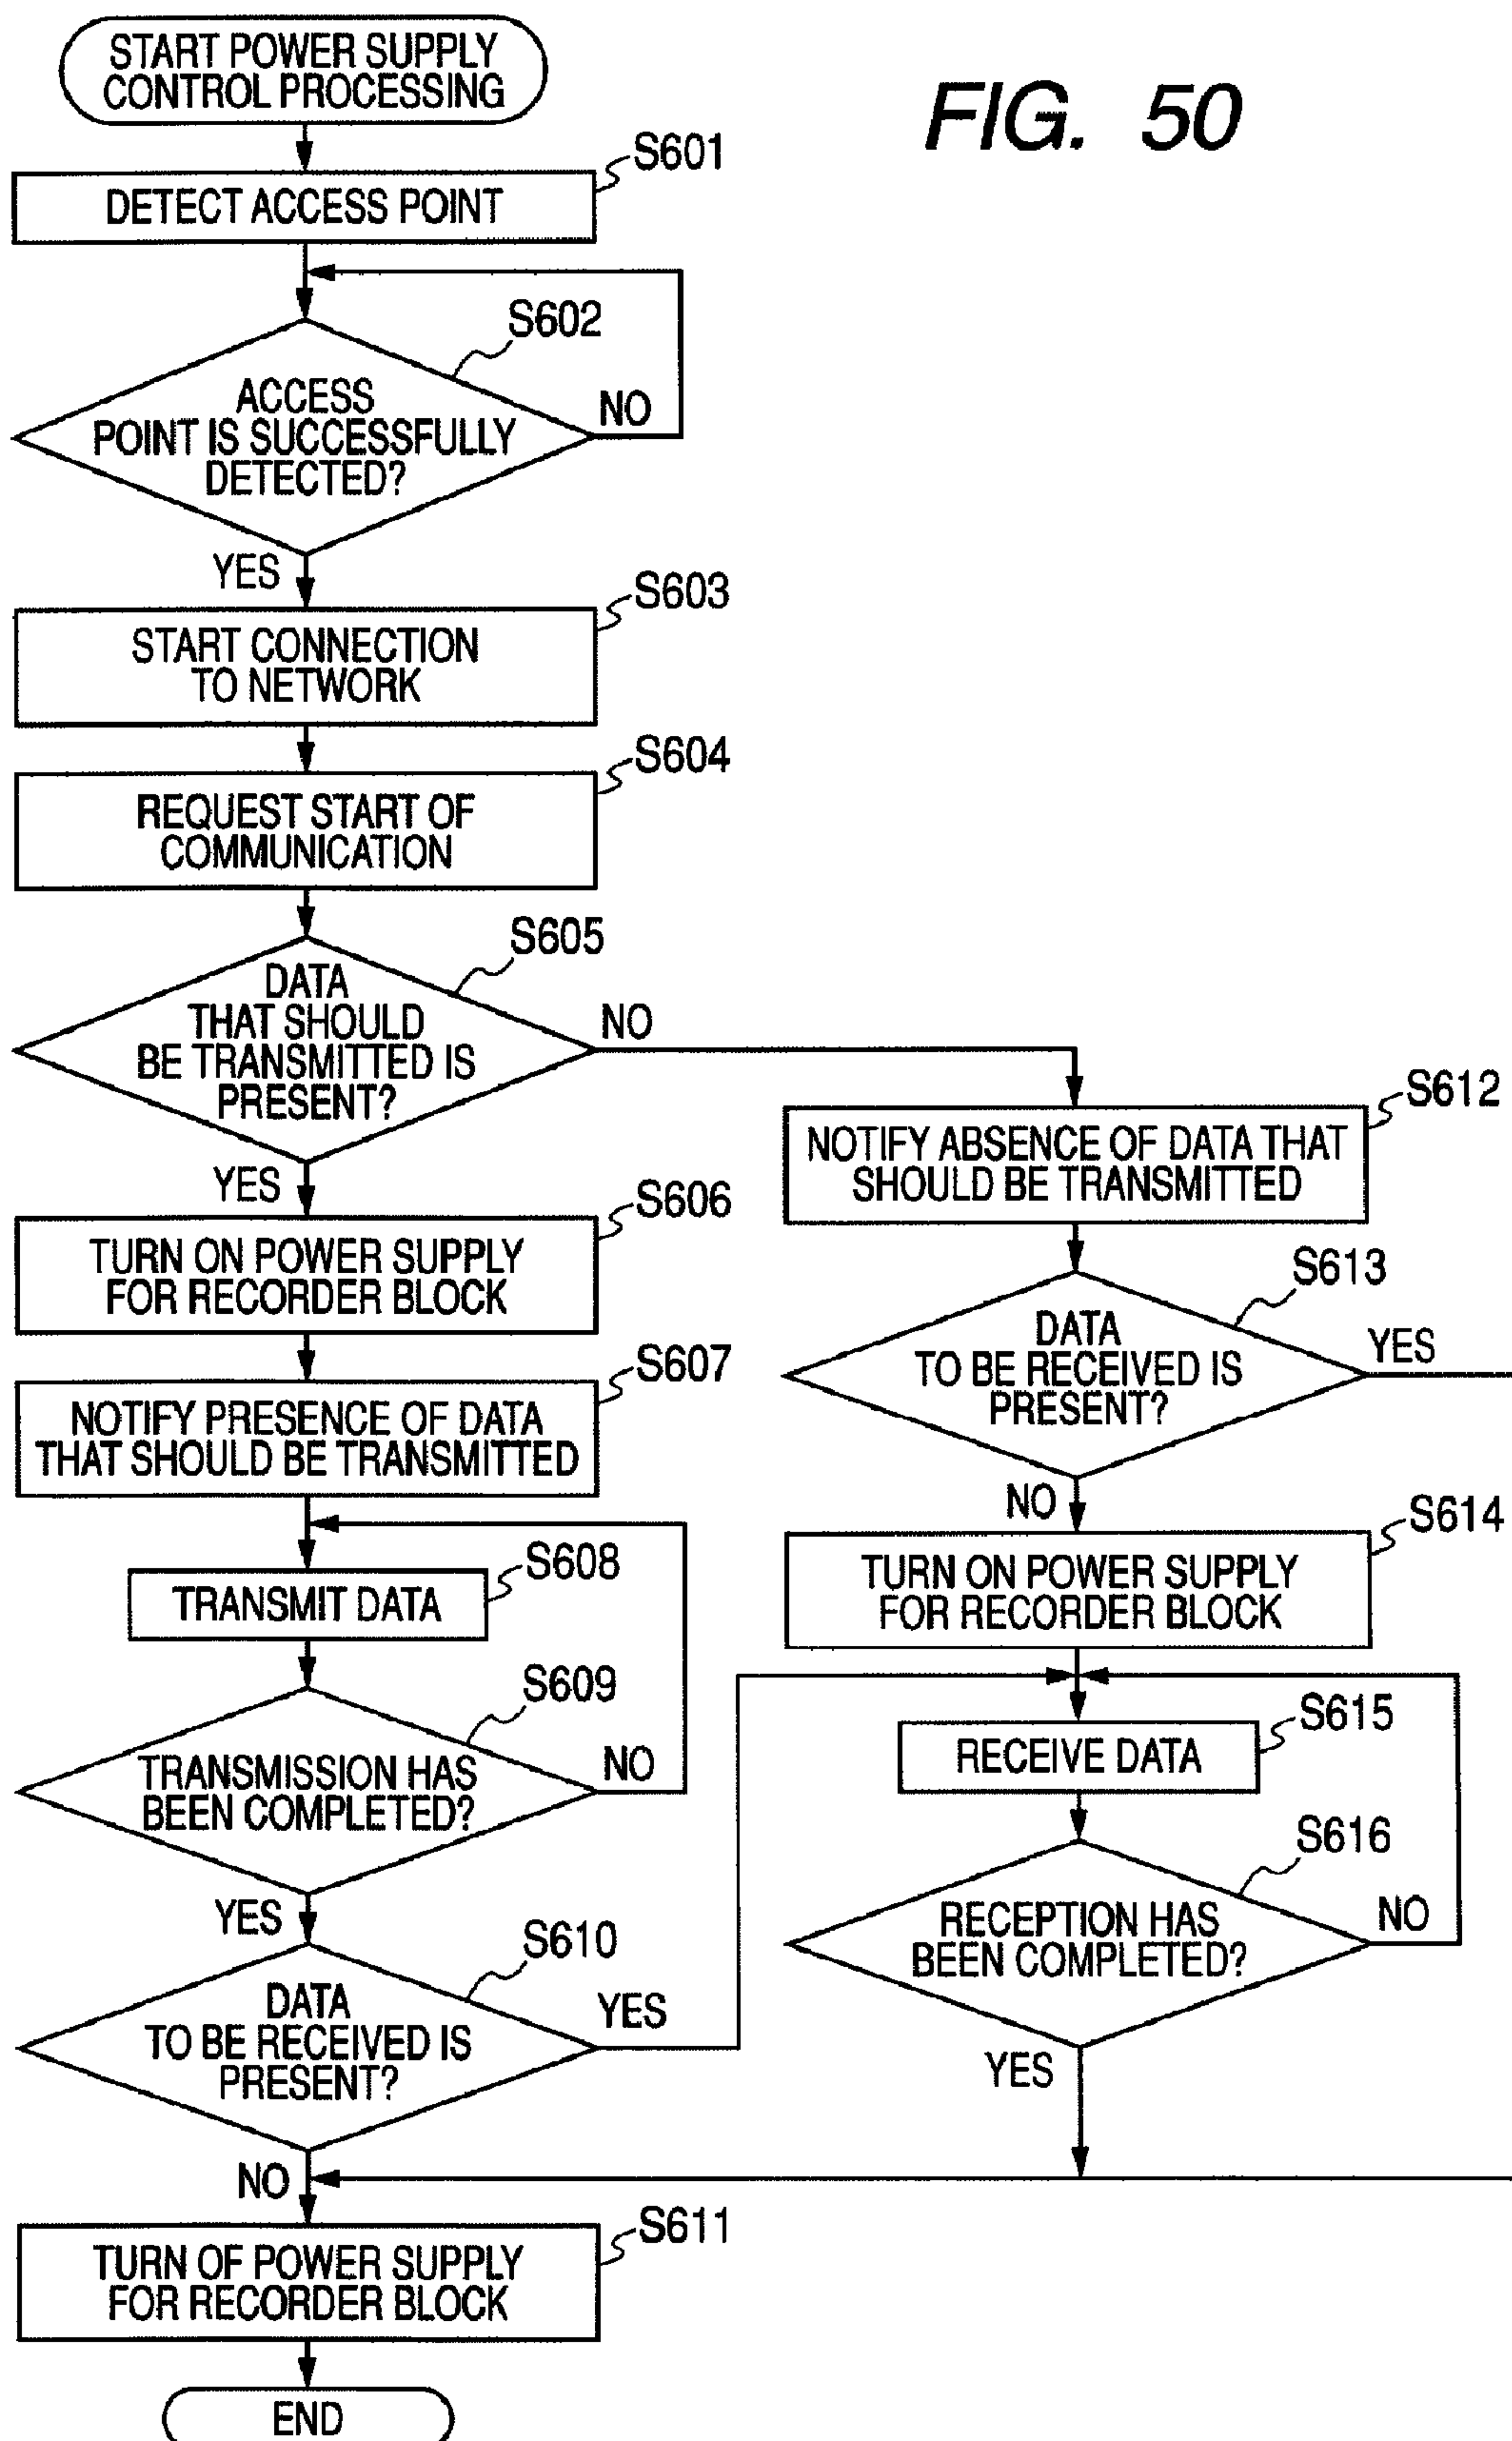 START POWER SUPPLY
CONTROL PROCESSING
FIG. 50
S601
DETECT ACCESS POINT
S602
ACCESS
POINT IS SUCCESSFULLY
DETECTED?
NO
YES
S603
START CONNECTION
TO NETWORK
S604
REQUEST START OF
COMMUNICATION
S605
DATA
THAT SHOULD
BE TRANSMITTED IS
PRESENT?
NO
YES
S606
TURN ON POWER SUPPLY
FOR RECORDER BLOCK
S607
NOTIFY PRESENCE OF DATA
THAT SHOULD BE TRANSMITTED
S608
TRANSMIT DATA
S609
TRANSMISSION HAS
BEEN COMPLETED?
NO
YES
S610
DATA
TO BE RECEIVED IS
PRESENT?
YES
NO
S611
TURN OF POWER SUPPLY
FOR RECORDER BLOCK
END
S612
NOTIFY ABSENCE OF DATA THAT
SHOULD BE TRANSMITTED
S613
DATA
TO BE RECEIVED IS
PRESENT?
YES
NO
S614
TURN ON POWER SUPPLY
FOR RECORDER BLOCK
S615
RECEIVE DATA
S616
RECEPTION HAS
BEEN COMPLETED?
NO
YES